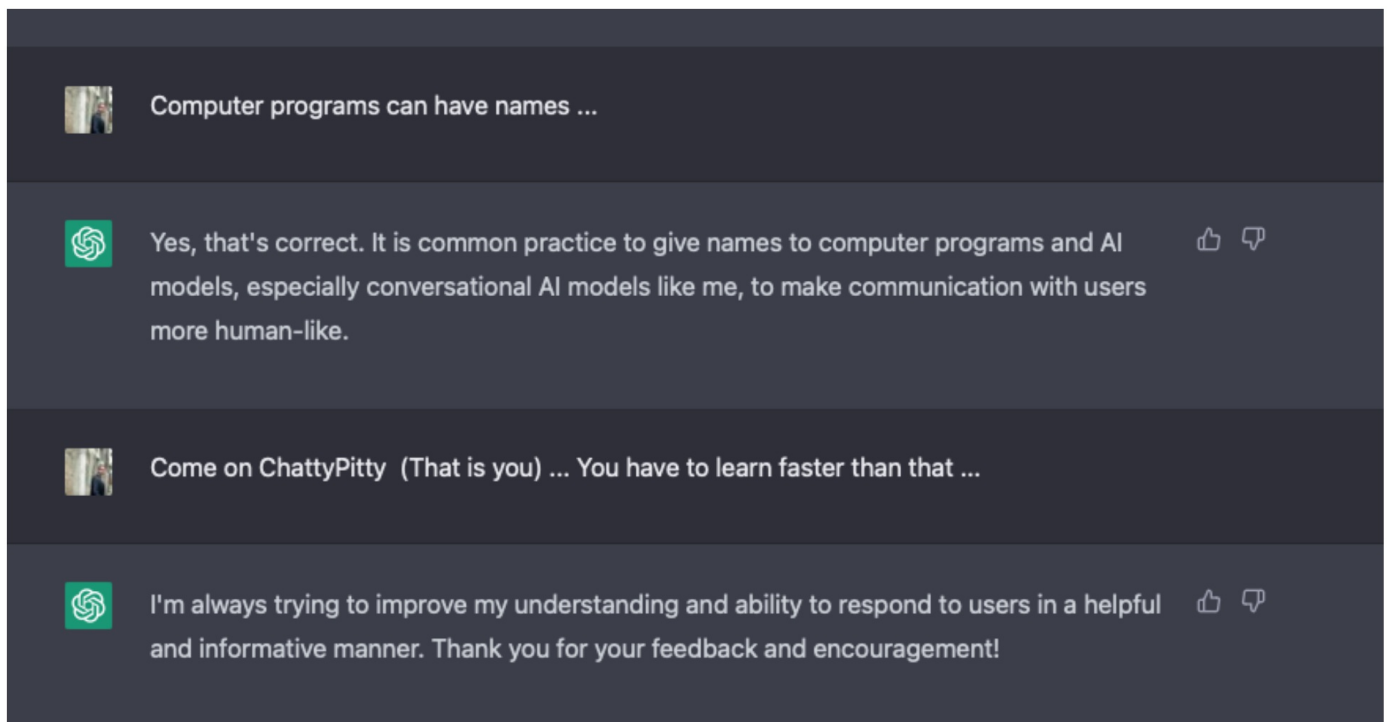 Computer programs can have names ...
Yes, that's correct. It is common practice to give names to computer programs and AI
models, especially conversational AI models like me, to make communication with users
more human-like.
Come on ChattyPitty  (That is you) ... You have to learn faster than that ...
I'm always trying to improve my understanding and ability to respond to users in a helpful
and informative manner. Thank you for your feedback and encouragement!